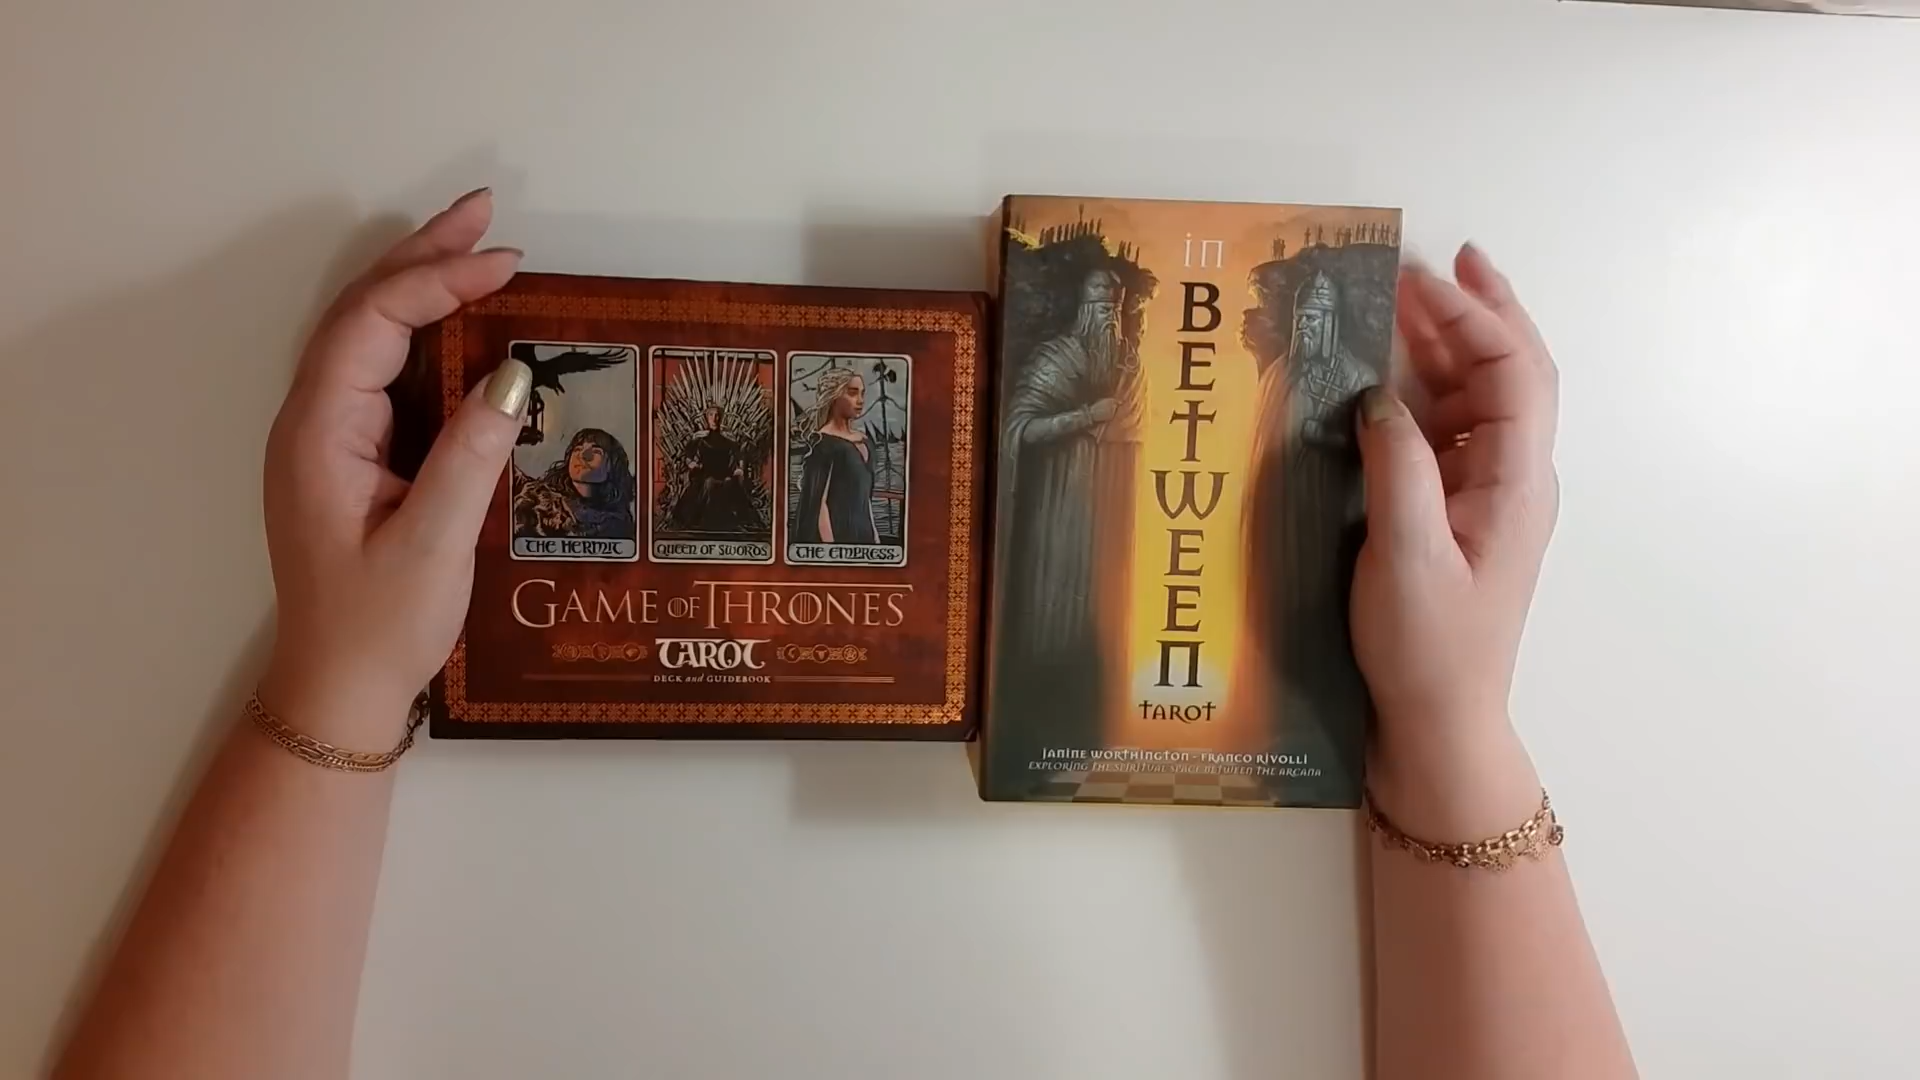 THE HERMIT
QUEEN OF SWORDS
THE EMPRESS
GAME OF THRONES
TAROT
DECK and GUIDEBOOK
in
BETWEEN
TAROT
JANINE WORTHINGTON - FRANCO RIVOLLI
EXPLORING THE SPIRITUAL SPACE BETWEEN THE ARCANA